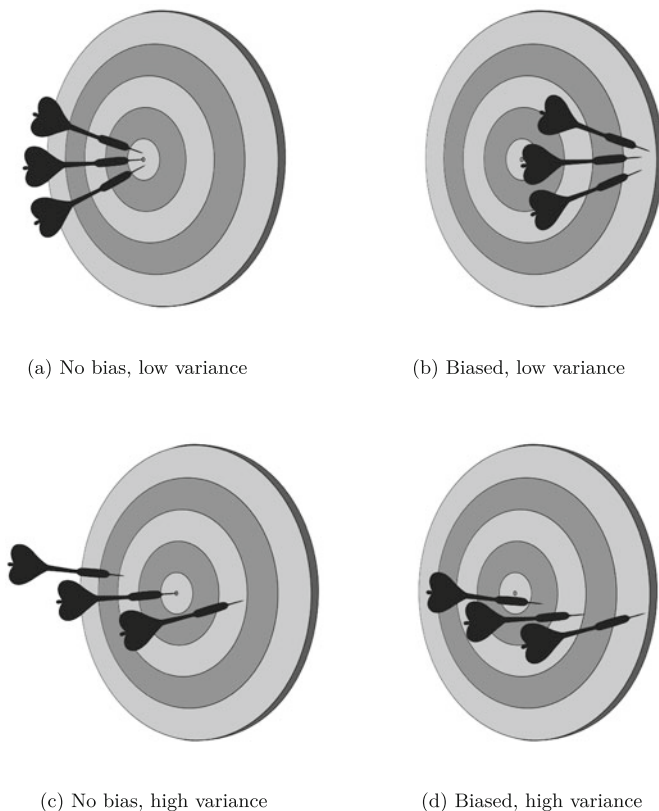 (a) No bias, low variance
(b) Biased, low variance
(c) No bias, high variance
(d) Biased, high variance